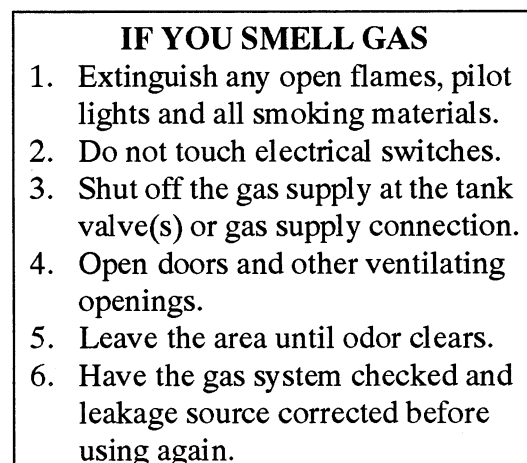 IF YOU SMELL GAS
1. Extinguish any open flames, pilot
lights and all smoking materials.
2. Do not touch electrical switches.
3. Shut off the gas supply at the tank
valve(s) or gas supply connection.
4. Open doors and other ventilating
openings.
5. Leave the area until odor clears.
6. Have the gas system checked and
leakage source corrected before
using again.